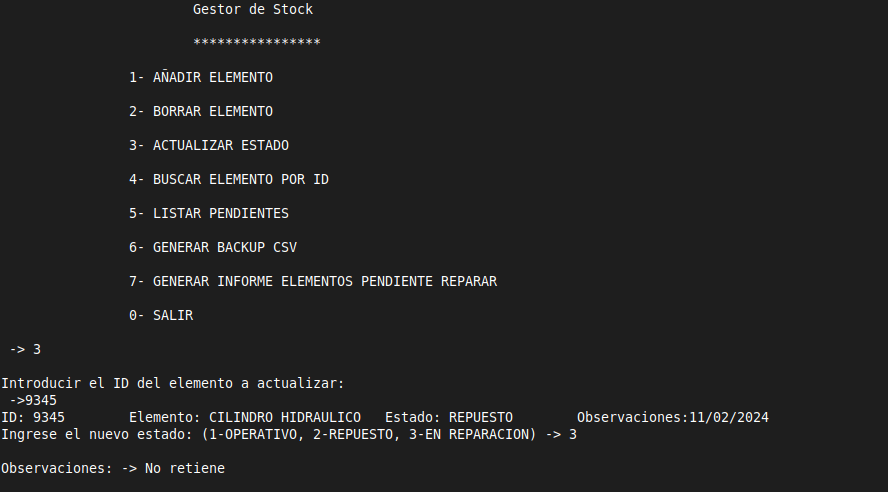 Gestor de Stock
****************
1- AÑADIR ELEMENTO
2- BORRAR ELEMENTO
3- ACTUALIZAR ESTADO
4- BUSCAR ELEMENTO POR ID
5- LISTAR PENDIENTES
6- GENERAR BACKUP CSV
7- GENERAR INFORME ELEMENTOS PENDIENTE REPARAR
0- SALIR
-> 3
Introducir el ID del elemento a actualizar:
->9345
ID: 9345 Elemento: CILINDRO HIDRAULICO Estado: REPUESTO Observaciones:11/02/2024
Ingrese el nuevo estado: (1-OPERATIVO, 2-REPUESTO, 3-EN REPARACION) -> 3
Observaciones: -> No retiene